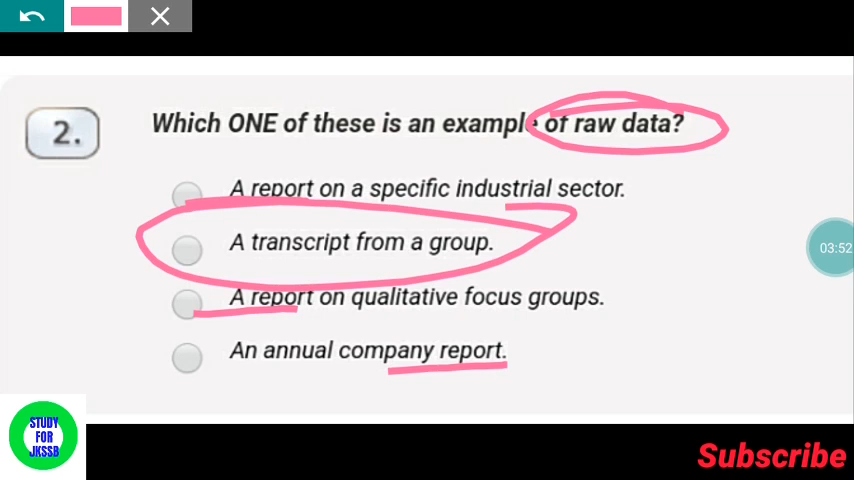 2.
Which ONE of these is an example of raw data?
A report on a specific industrial sector.
A transcript from a group.
03:52
A report on qualitative focus groups.
An annual company report.
STUDY
FOR
JKSSB
Subscribe